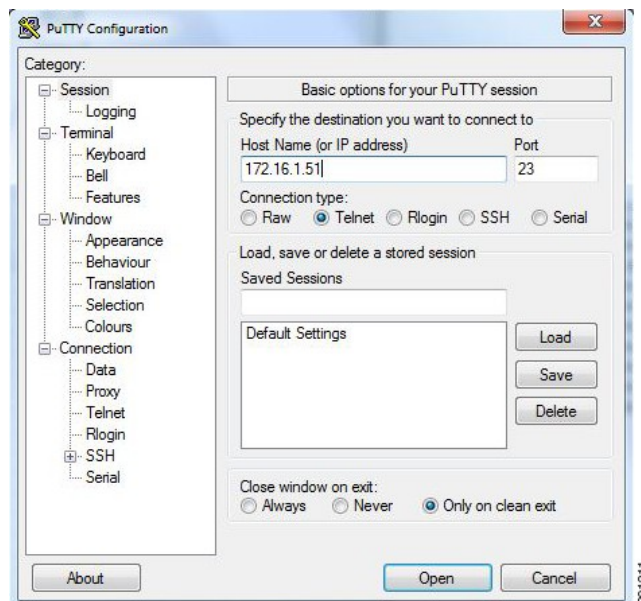 PuTTY Configuration
Category:
Session
Logging
Terminal
Keyboard
Bell
Features
Window
Appearance
Behaviour
Translation
Selection
Colours
Connection
Data
Proxy
Telnet
Rlogin
SSH
Serial
Basic options for your PuTTY session
Specify the destination you want to connect to
Host Name (or IP address) Port
172.16.1.51 23
Connection type:
Raw Telnet Rlogin SSH Serial
Load, save or delete a stored session
Saved Sessions
Default Settings
Load
Save
Delete
Close window on exit:
Always Never Only on clean exit
About Open Cancel